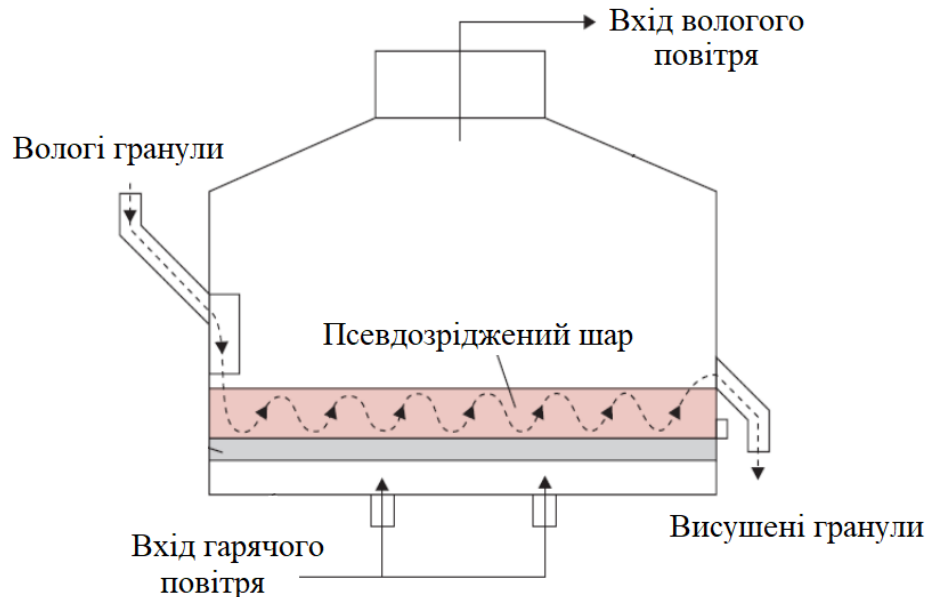 Вхід вологого
повітря
Вологі гранули
Псевдозріджений шар
Висушені гранули
Вхід гарячого
повітря